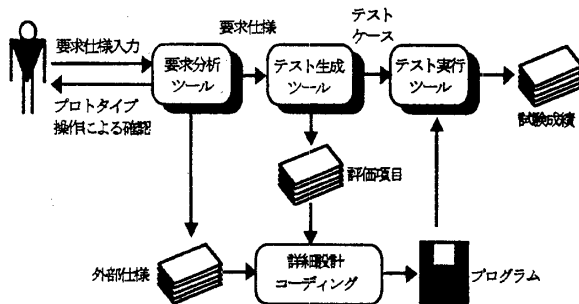 要求仕様入力
プロトタイプ
操作による確認
要求分析
ツール
要求仕様
テスト生成
ツール
テスト
ケース
テスト実行
ツール
試験成績
評価項目
外部仕様
詳細設計
コーディング
プログラム